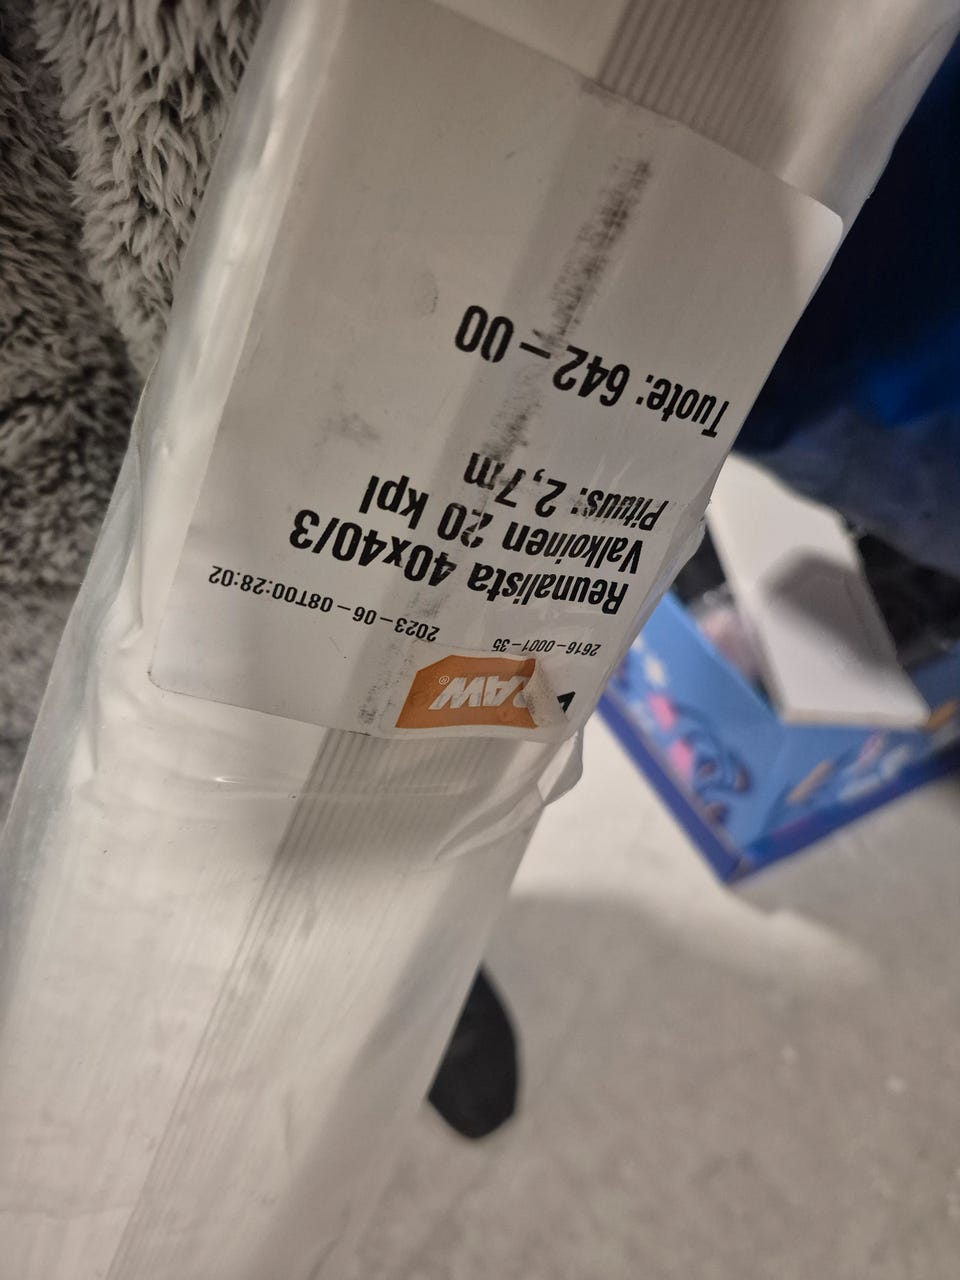 RAW®
2616-0001-35
2023-06-08T00:28:02
Reunalista 40x40/3
Valkoinen 20 kpl
Pituus: 2,7m
Tuote: 642-00